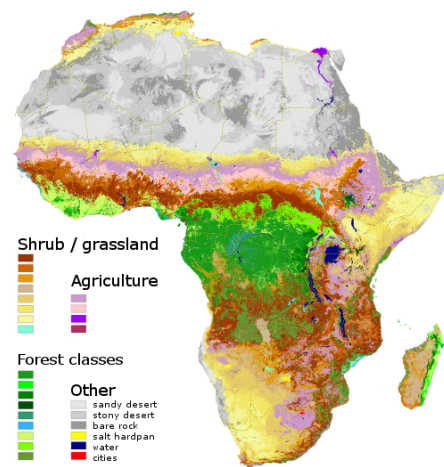 Shrub / grassland
Agriculture
Forest classes
Other
sandy desert
stony desert
bare rock
salt hardpan
water
cities